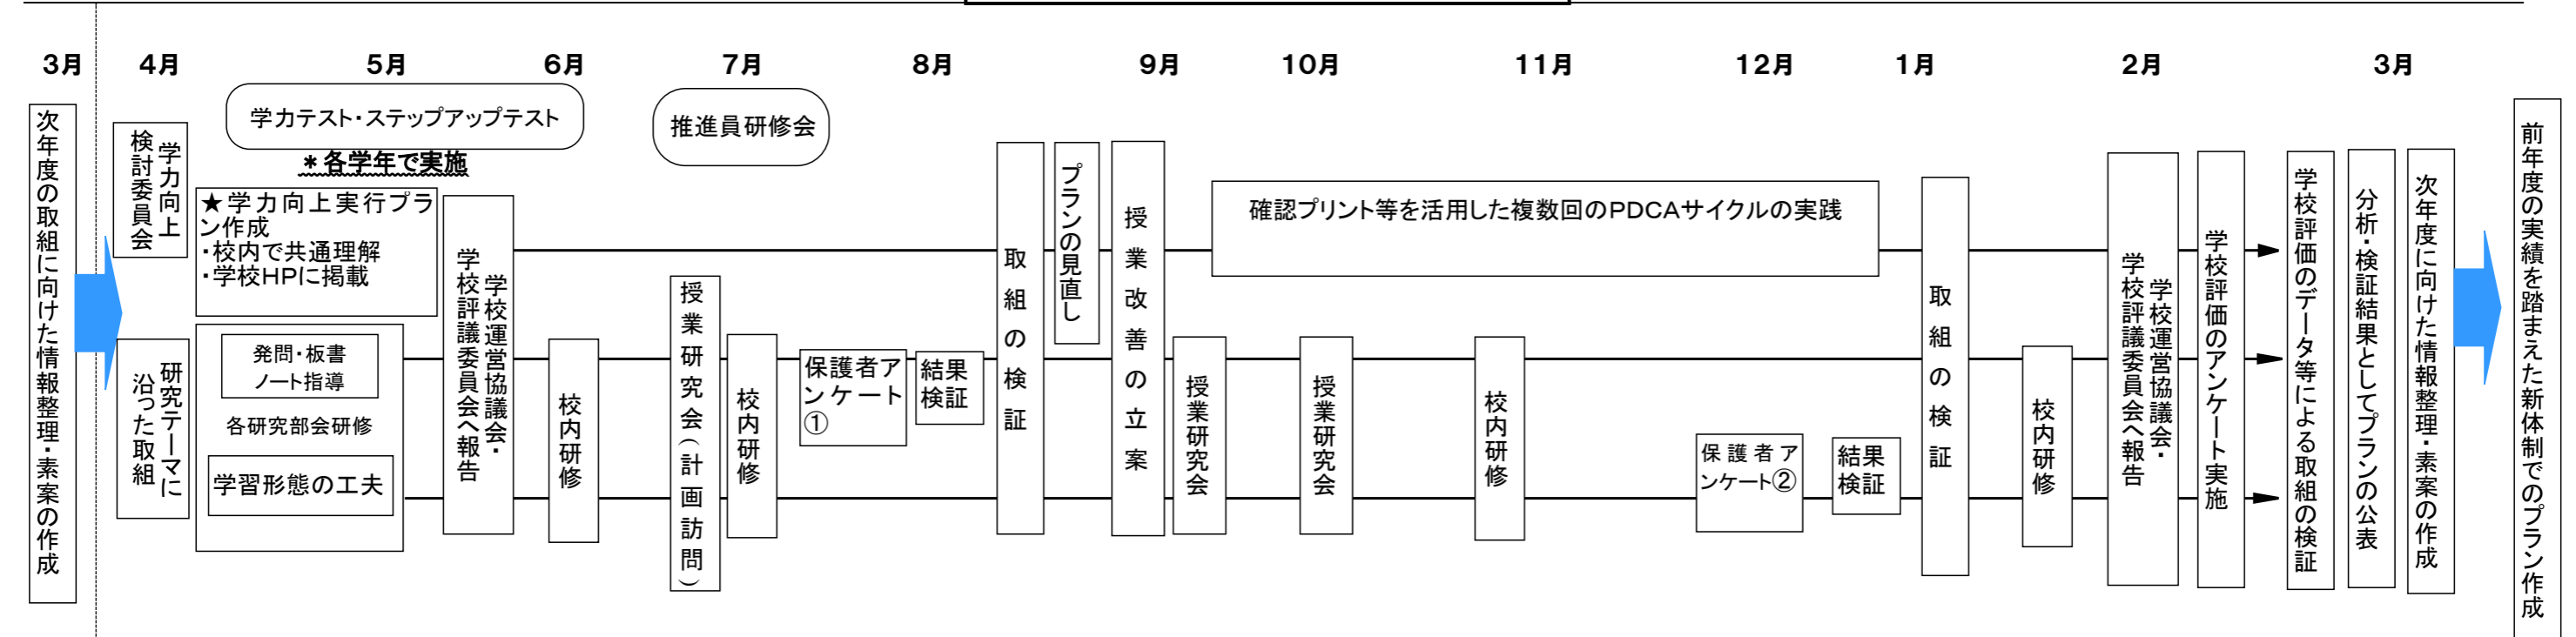 3月
4月
5月
6月
7月
8月
9月
10月
11月
12月
1月
2月
3月
次年度の取組に向けた情報整理・素案の作成
学力向上
検討委員会
研究テーマに
沿った取組
学力テスト・ステップアップテスト
＊各学年で実施
★学力向上実行プラ
ン作成
・校内で共通理解
・学校HPに掲載
発問・板書
ノート指導
各研究部会研修
学習形態の工夫
学校運営協議会・
学校評議委員会へ報告
校内研修
推進員研修会
授業研究会(計画訪問)
校内研修
保護者ア
ンケート
①
結果
検証
取組の検証
プランの見直し
授業改善の立案
授業研究会
確認プリント等を活用した複数回のPDCAサイクルの実践
授業研究会
校内研修
保護者ア
ンケート②
結果
検証
取組の検証
校内研修
学校運営協議会・
学校評議委員会へ報告
学校評価のアンケート実施
学校評価のデータ等による取組の検証
分析・検証結果としてプランの公表
次年度に向けた情報整理・素案の作成
前年度の実績を踏まえた新体制でのプラン作成